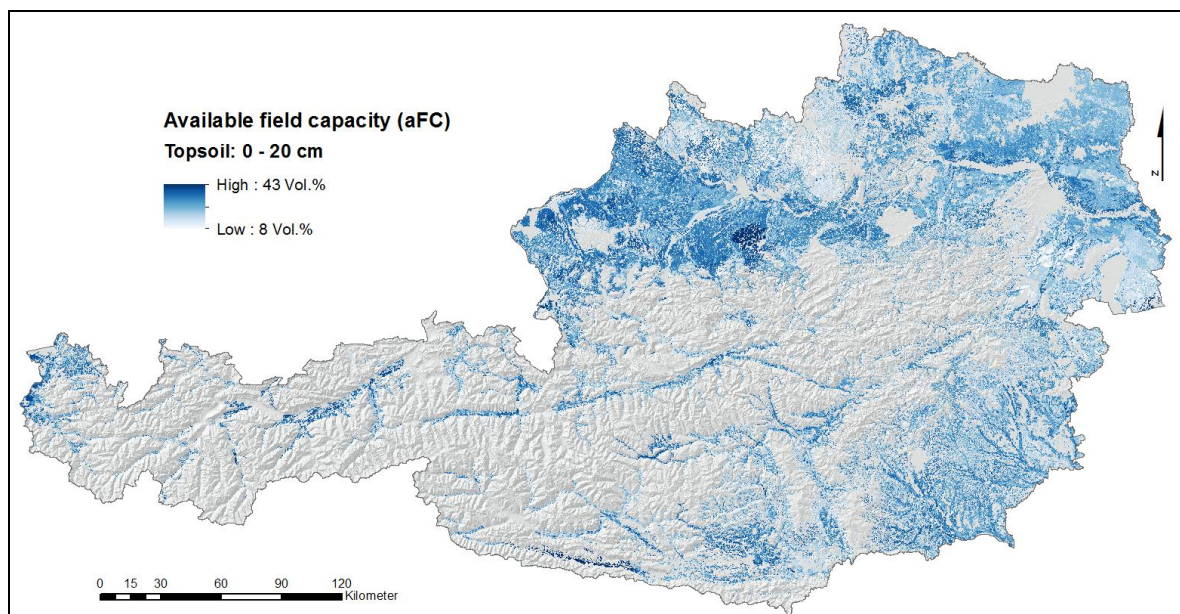 Available field capacity (aFC)
Topsoil: 0 - 20 cm
High : 43 Vol.%
Low : 8 Vol.%
N
0 15 30 60 90 120
Kilometer